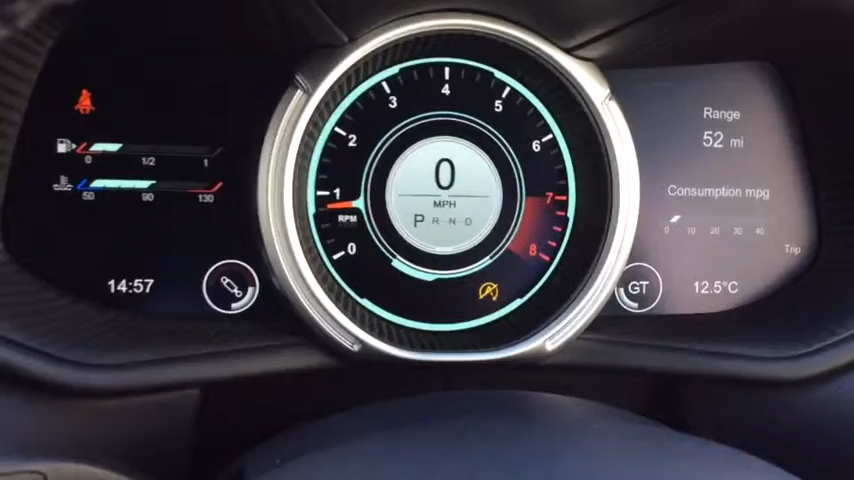 0 1/2 1
50 90 130
14:57
0 1 2 3 4 5 6 7 8
RPM
0
MPH
P R N D
Range
52 mi
Consumption mpg
0 10 20 30 40
Trip
GT
12.5°C